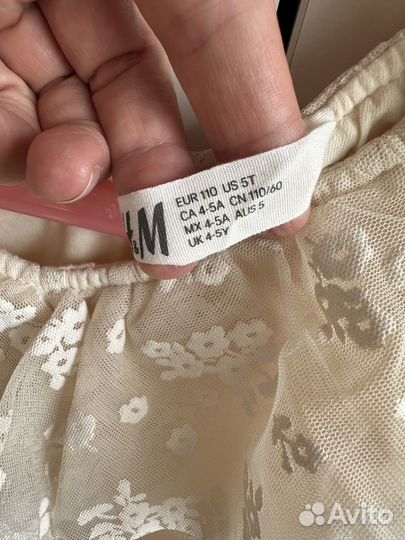 H&M
EUR 110 US 5T
CA 4-5A CN 110/60
MX 4-5A AUS 5
UK 4-5Y
Avito